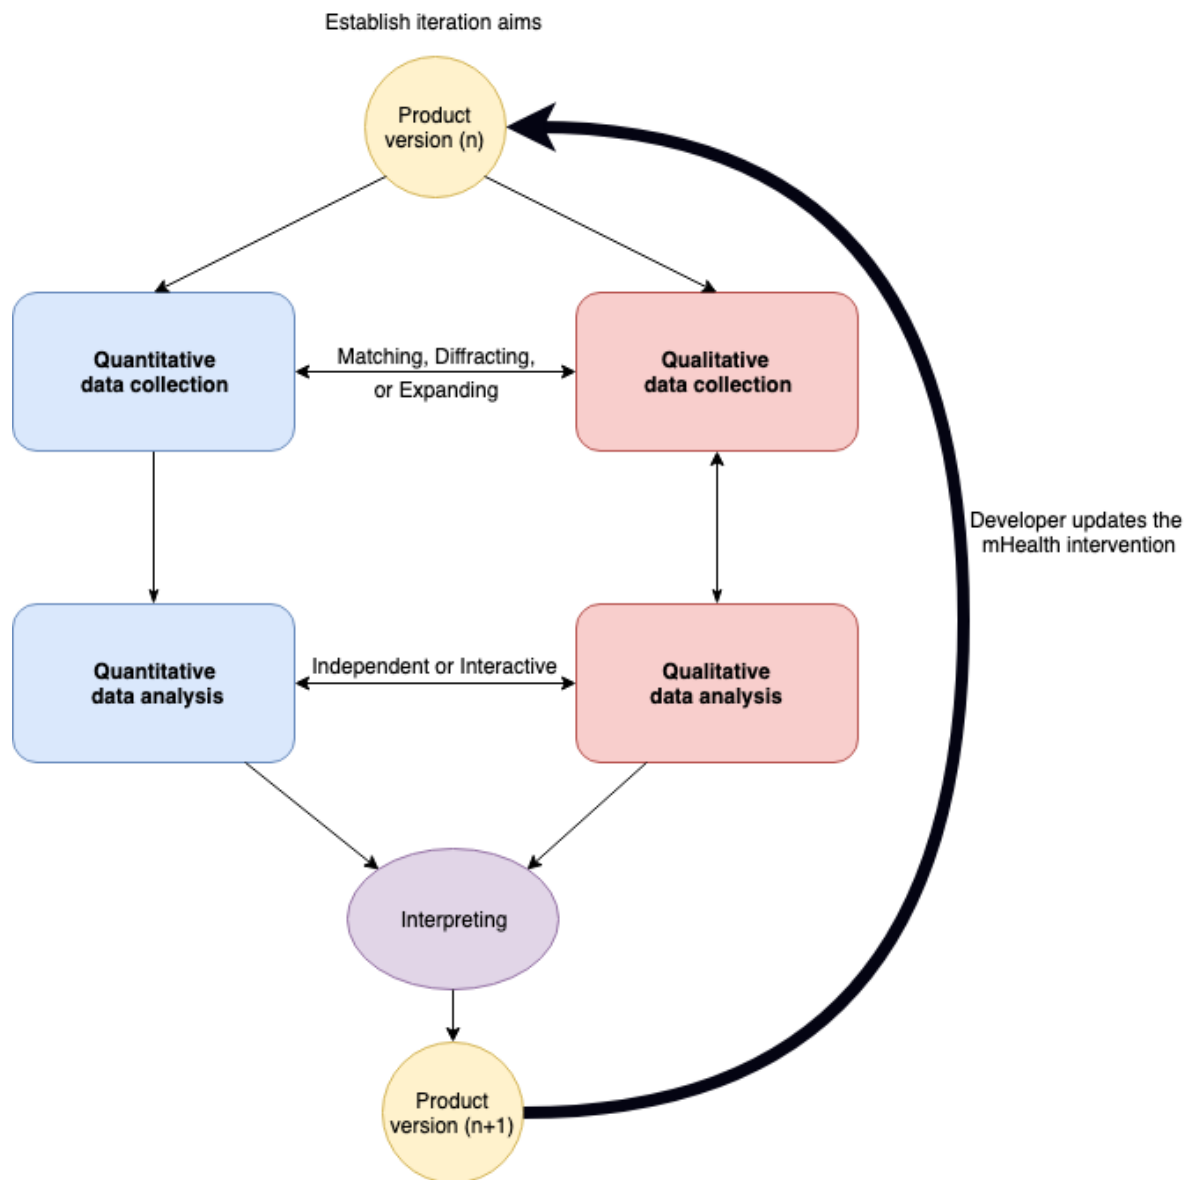 Establish iteration aims
Product
version (n)
Quantitative
data collection
Matching, Diffracting,
or Expanding
Qualitative
data collection
Developer updates the
mHealth intervention
Quantitative
data analysis
Independent or Interactive
Qualitative
data analysis
Interpreting
Product
version (n+1)